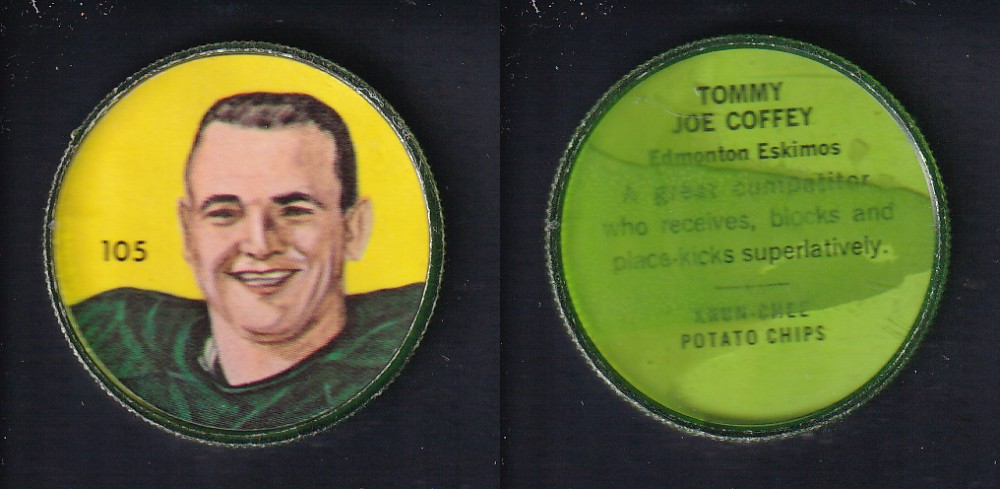 105
TOMMY
JOE COFFEY
Edmonton Eskimos
A great competitor
who receives, blocks and
place-kicks superlatively.
KRUN-CHEE
POTATO CHIPS